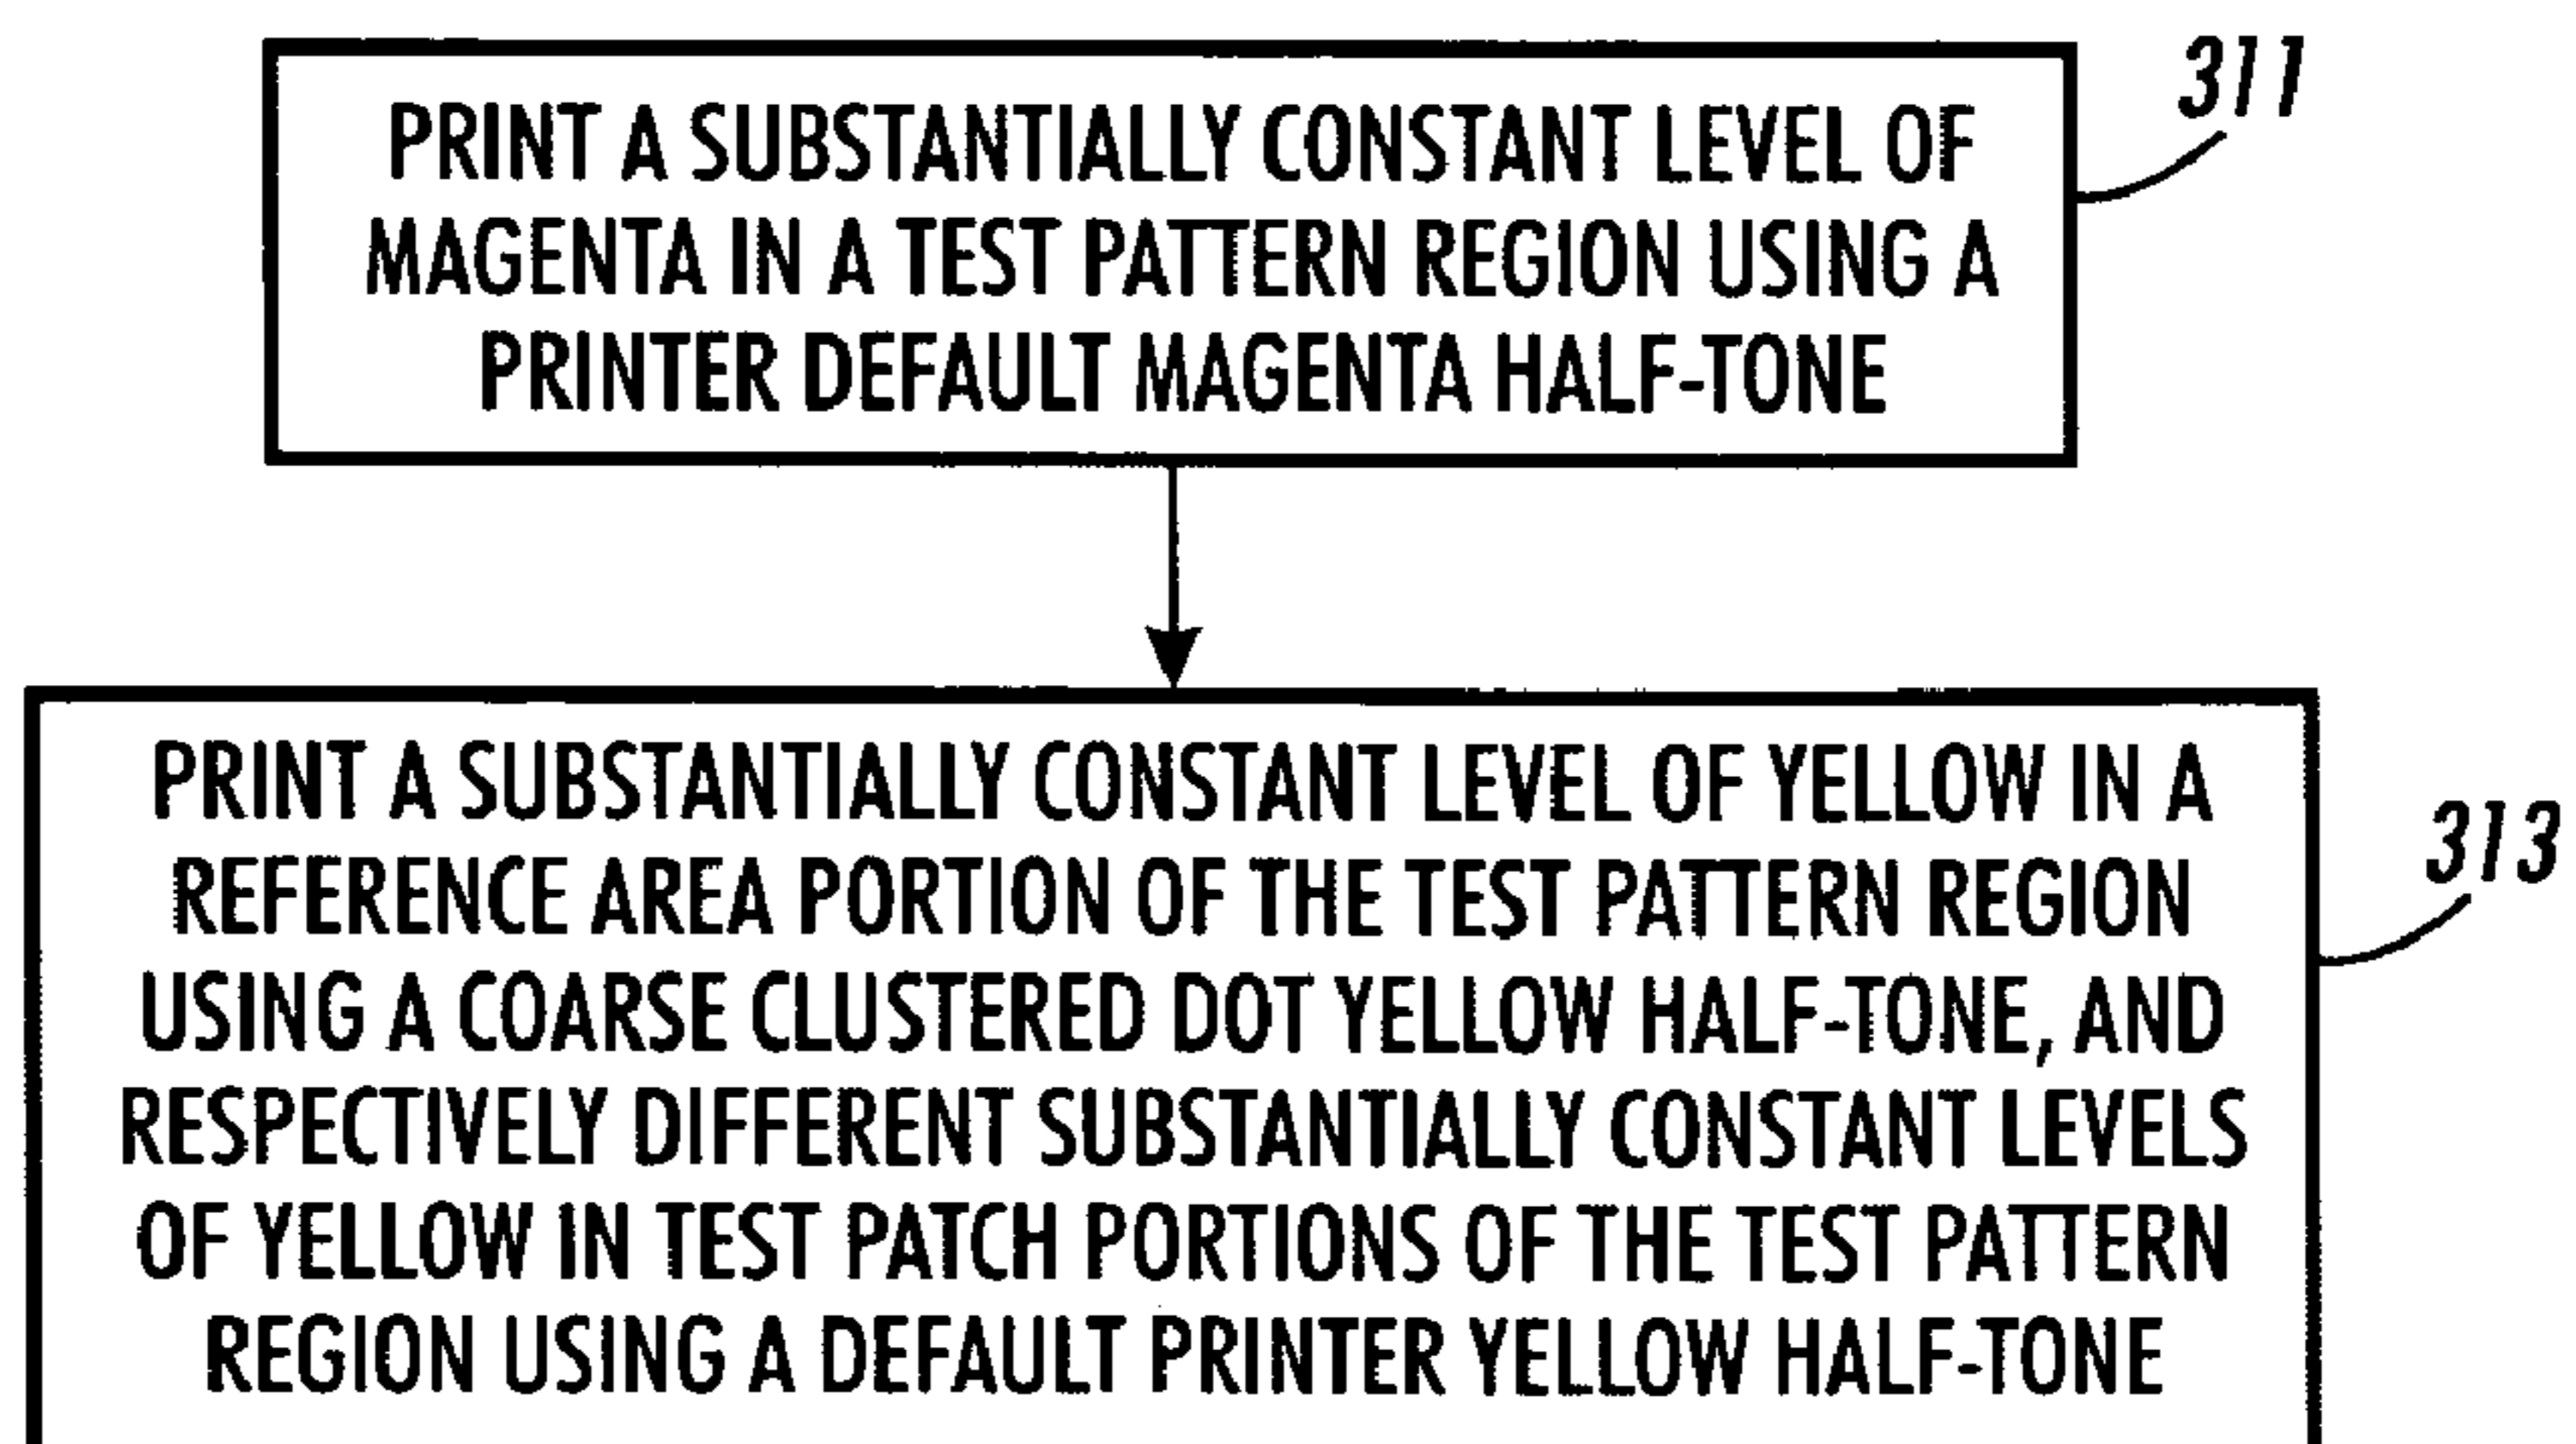 PRINT A SUBSTANTIALLY CONSTANT LEVEL OF
MAGENTA IN A TEST PATTERN REGION USING A
PRINTER DEFAULT MAGENTA HALF-TONE
311
PRINT A SUBSTANTIALLY CONSTANT LEVEL OF YELLOW IN A
REFERENCE AREA PORTION OF THE TEST PATTERN REGION
USING A COARSE CLUSTERED DOT YELLOW HALF-TONE, AND
RESPECTIVELY DIFFERENT SUBSTANTIALLY CONSTANT LEVELS
OF YELLOW IN TEST PATCH PORTIONS OF THE TEST PATTERN
REGION USING A DEFAULT PRINTER YELLOW HALF-TONE
313